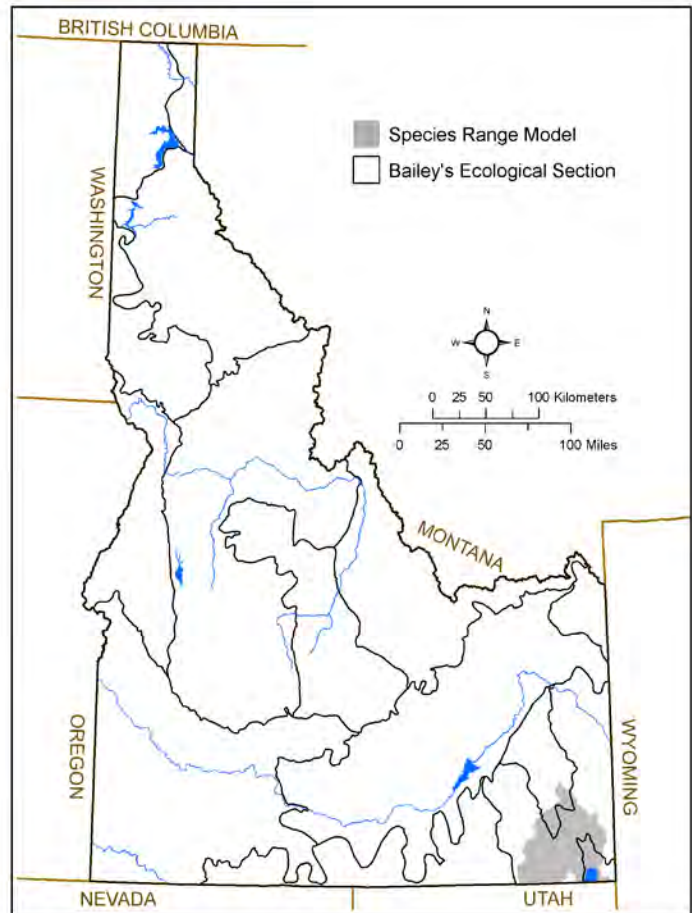 BRITISH COLUMBIA
Species Range Model
Bailey's Ecological Section
WASHINGTON
N
W E
S
0 25 50 100 Kilometers
0 25 50 100 Miles
MONTANA
OREGON
WYOMING
NEVADA UTAH